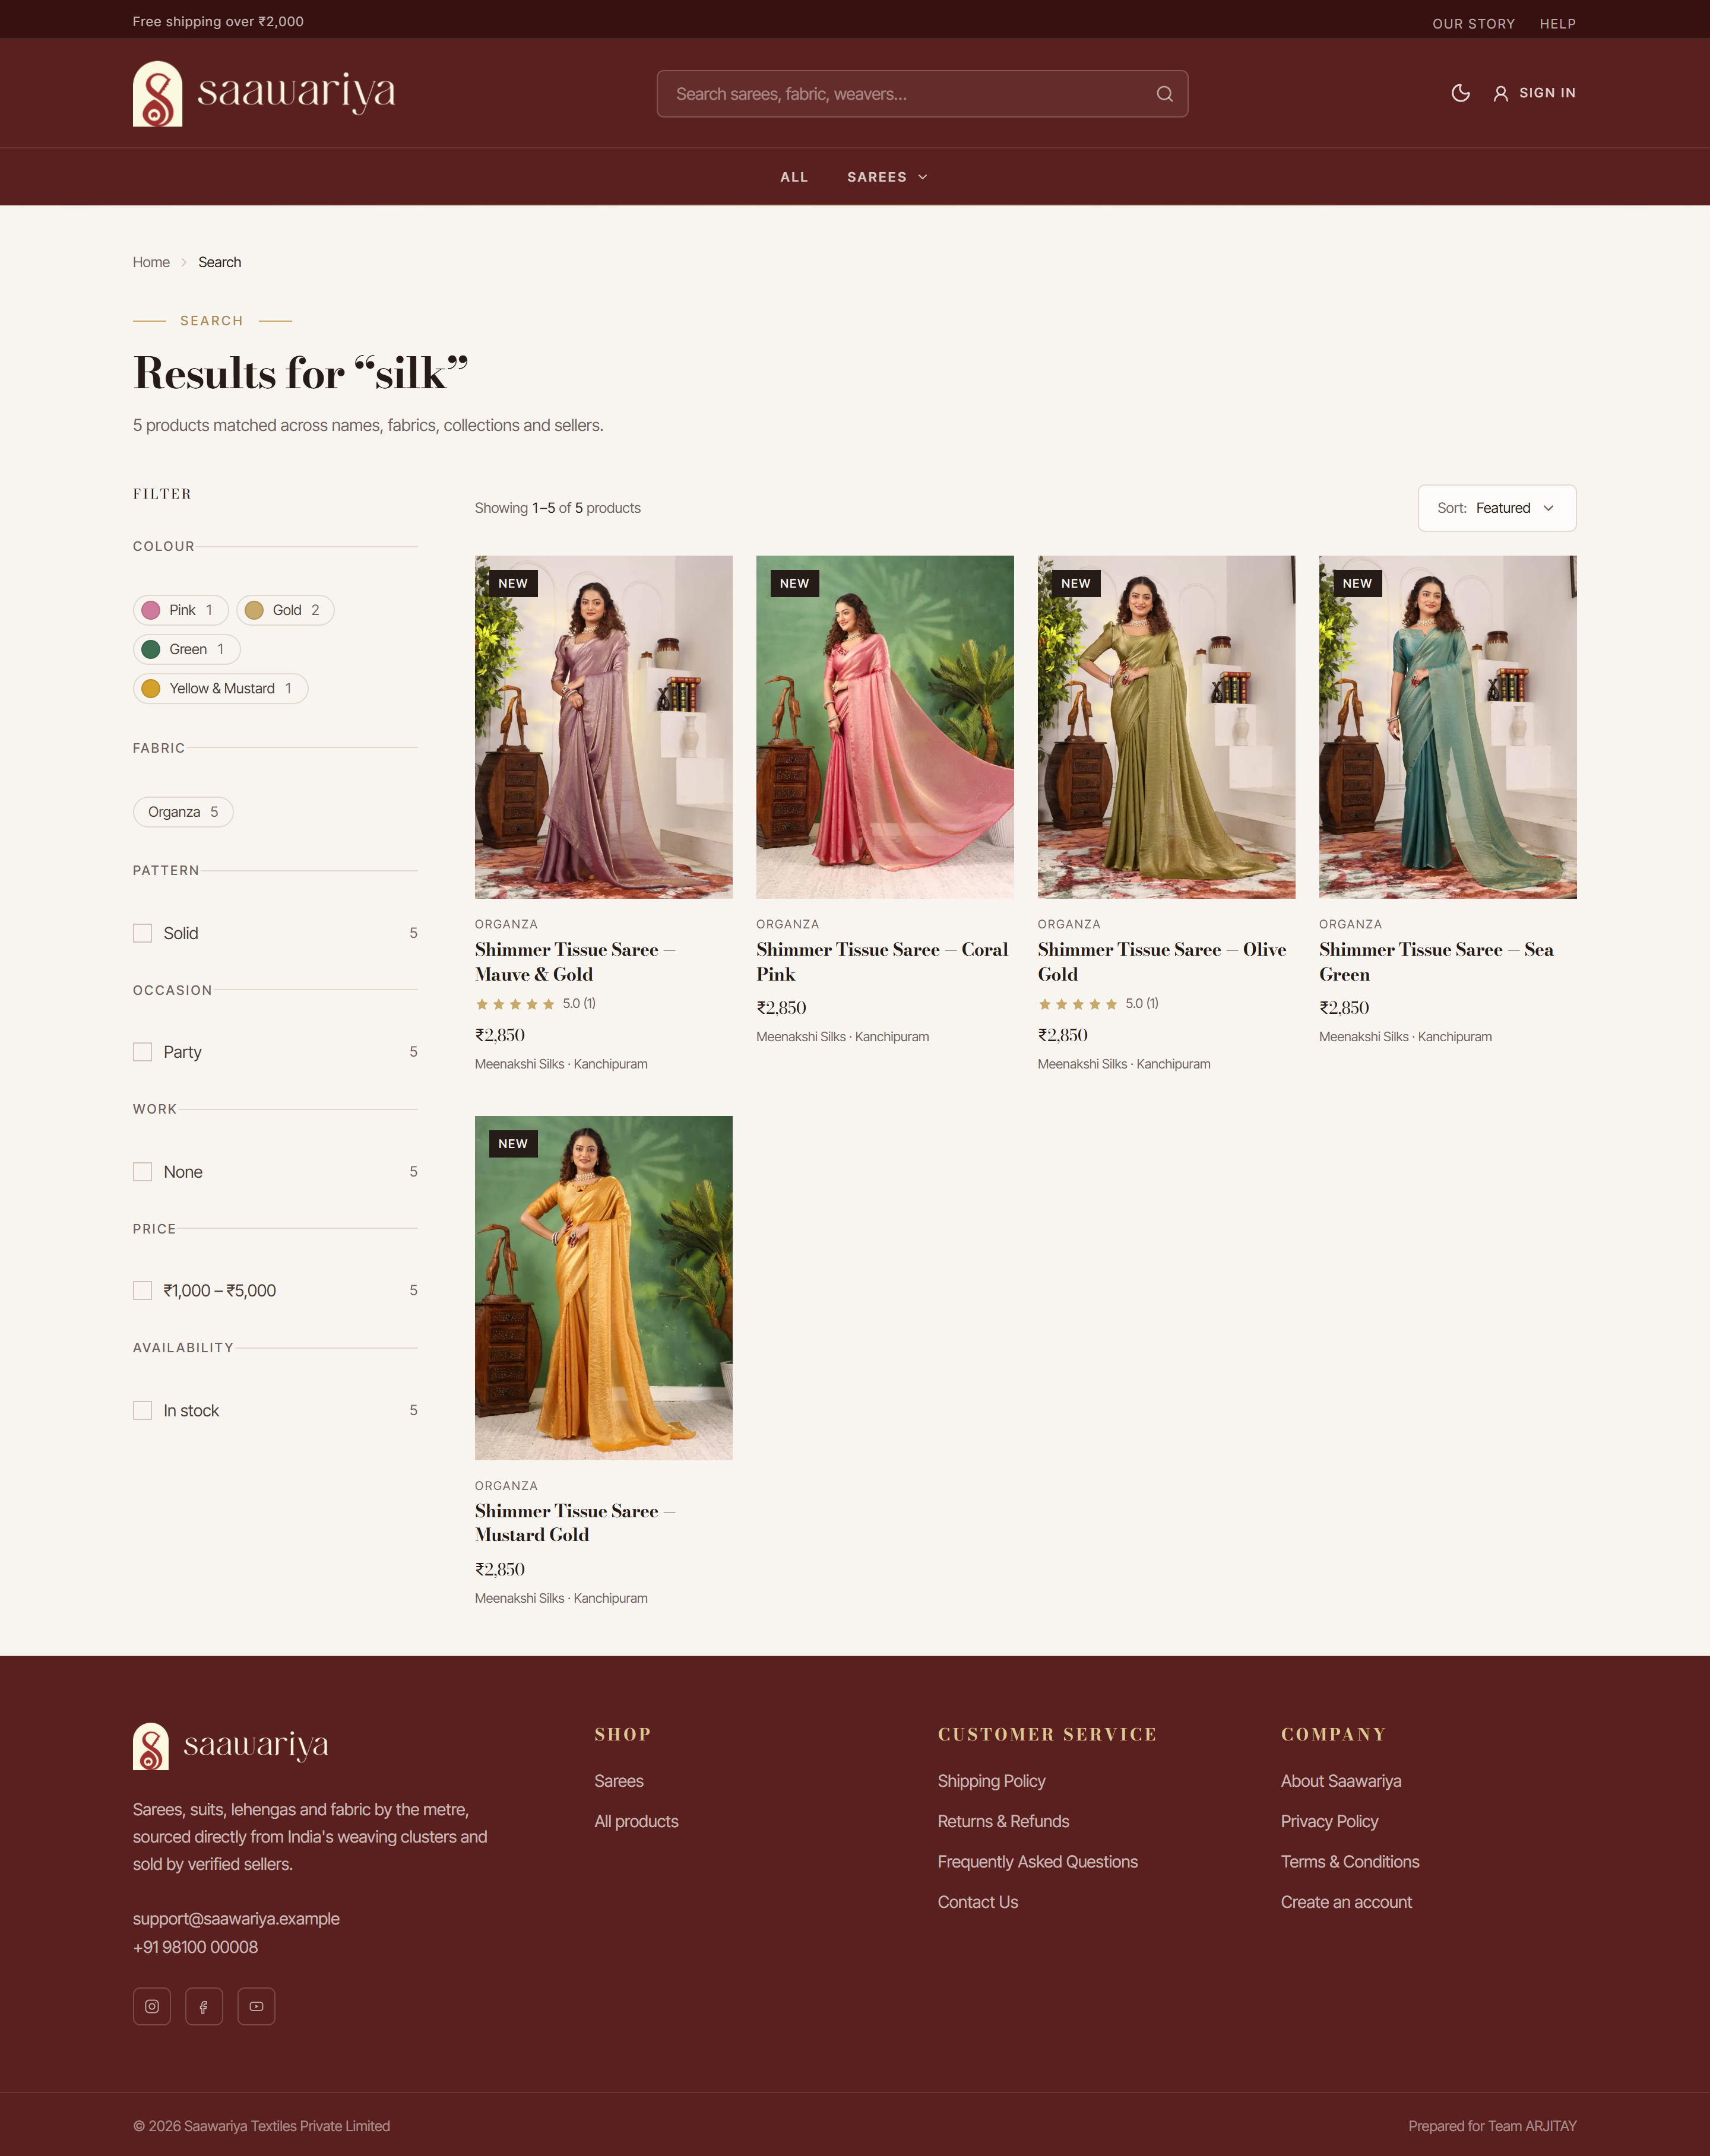 Free shipping over ₹2,000
OUR STORY HELP
saawariya
Search sarees, fabric, weavers...
SIGN IN
ALL SAREES
Home > Search
SEARCH
Results for “silk”
5 products matched across names, fabrics, collections and sellers.
FILTER
COLOUR
Pink 1 Gold 2
Green 1
Yellow & Mustard 1
FABRIC
Organza 5
PATTERN
Solid 5
OCCASION
Party 5
WORK
None 5
PRICE
₹1,000 – ₹5,000 5
AVAILABILITY
In stock 5
Showing 1–5 of 5 products
Sort: Featured
NEW
ORGANZA
Shimmer Tissue Saree —
Mauve & Gold
5.0 (1)
₹2,850
Meenakshi Silks · Kanchipuram
NEW
ORGANZA
Shimmer Tissue Saree — Coral
Pink
₹2,850
Meenakshi Silks · Kanchipuram
NEW
ORGANZA
Shimmer Tissue Saree — Olive
Gold
5.0 (1)
₹2,850
Meenakshi Silks · Kanchipuram
NEW
ORGANZA
Shimmer Tissue Saree — Sea
Green
₹2,850
Meenakshi Silks · Kanchipuram
NEW
ORGANZA
Shimmer Tissue Saree —
Mustard Gold
₹2,850
Meenakshi Silks · Kanchipuram
saawariya
Sarees, suits, lehengas and fabric by the metre,
sourced directly from India's weaving clusters and
sold by verified sellers.
support@saawariya.example
+91 98100 00008
SHOP
Sarees
All products
CUSTOMER SERVICE
Shipping Policy
Returns & Refunds
Frequently Asked Questions
Contact Us
COMPANY
About Saawariya
Privacy Policy
Terms & Conditions
Create an account
© 2026 Saawariya Textiles Private Limited
Prepared for Team ARJITAY